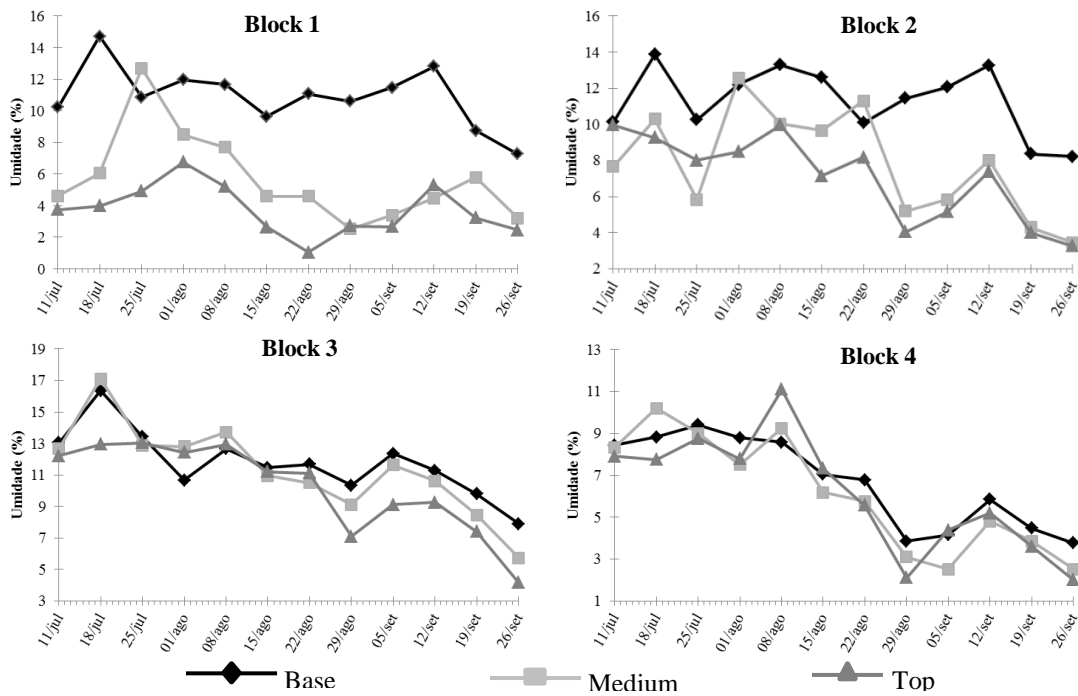 Block 1
Umidade (%)
16
14
12
10
8
6
4
2
0
11/jul
18/jul
25/jul
01/ago
08/ago
15/ago
22/ago
29/ago
05/set
12/set
19/set
26/set
Block 2
Umidade (%)
16
14
12
10
8
6
4
2
11/jul
18/jul
25/jul
01/ago
08/ago
15/ago
22/ago
29/ago
05/set
12/set
19/set
26/set
Block 3
Umidade (%)
19
17
15
13
11
9
7
5
3
11/jul
18/jul
25/jul
01/ago
08/ago
15/ago
22/ago
29/ago
05/set
12/set
19/set
26/set
Block 4
Umidade (%)
13
11
9
7
5
3
1
11/jul
18/jul
25/jul
01/ago
08/ago
15/ago
22/ago
29/ago
05/set
12/set
19/set
26/set
Base Medium Top